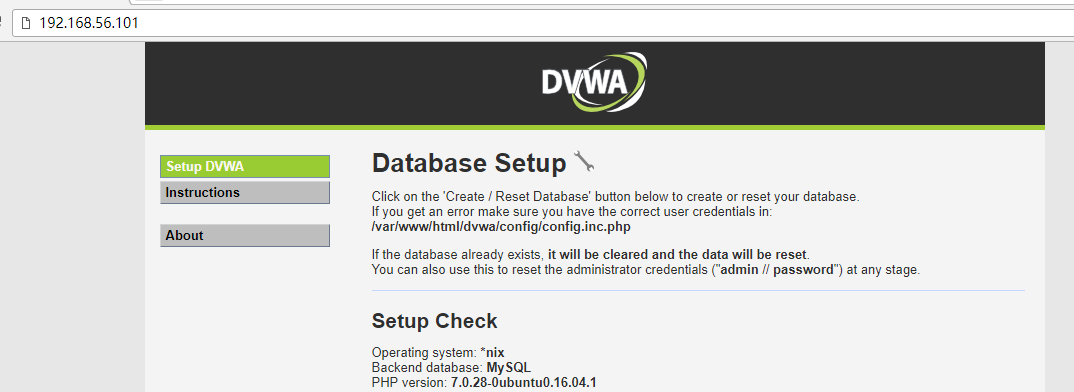 192.168.56.101
DVWA
Setup DVWA
Instructions
About
Database Setup
Click on the 'Create / Reset Database' button below to create or reset your database.
If you get an error make sure you have the correct user credentials in:
/var/www/html/dvwa/config/config.inc.php
If the database already exists, it will be cleared and the data will be reset.
You can also use this to reset the administrator credentials ("admin // password") at any stage.
Setup Check
Operating system: *nix
Backend database: MySQL
PHP version: 7.0.28-0ubuntu0.16.04.1